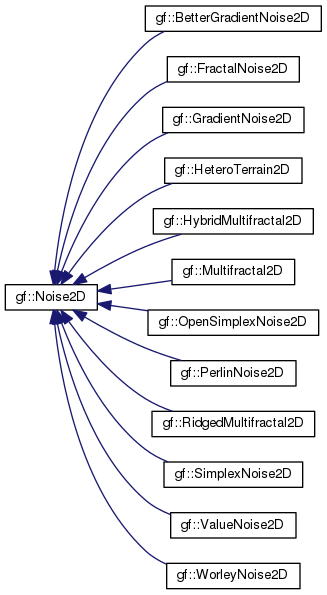 gf::BetterGradientNoise2D
gf::FractalNoise2D
gf::GradientNoise2D
gf::HeteroTerrain2D
gf::HybridMultifractal2D
gf::Multifractal2D
gf::Noise2D
gf::OpenSimplexNoise2D
gf::PerlinNoise2D
gf::RidgedMultifractal2D
gf::SimplexNoise2D
gf::ValueNoise2D
gf::WorleyNoise2D